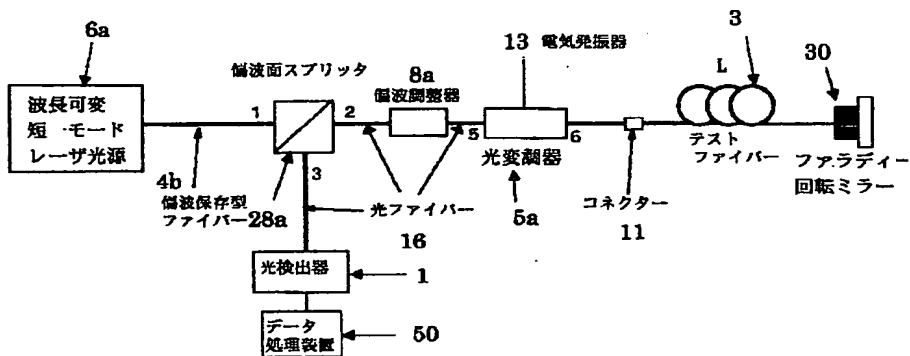 6a
波長可変
短一モード
レーザ光源
偏波面スプリッタ
1
2
3
4b
偏波保存型
ファイバー
28a
8a
偏波調整器
5
13 電気発振器
6
光変調器
5a
光ファイバー
16
コネクター
11
3
L
テスト
ファイバー
30
ファラディー
回転ミラー
光検出器
1
データ
処理装置
50